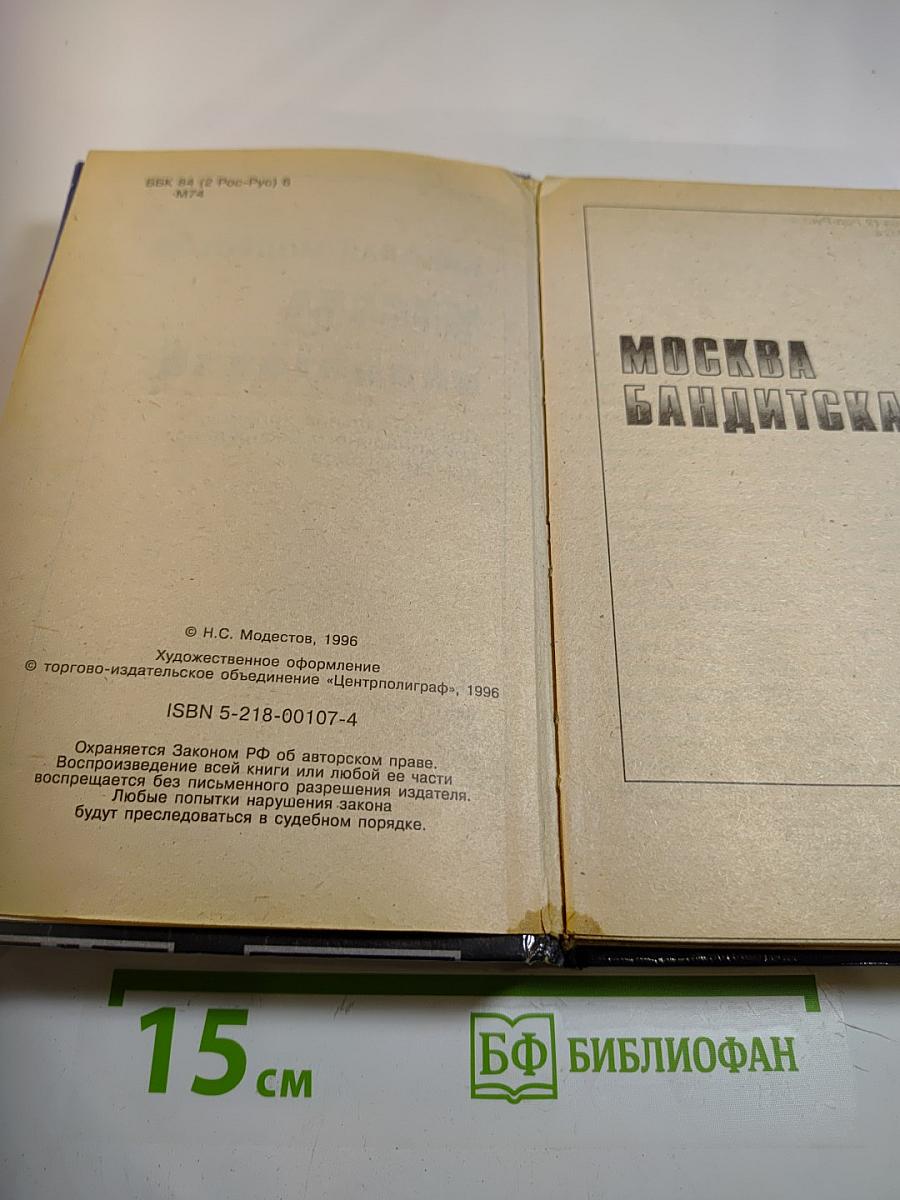 ББК 84 (2 Рос-Рус) 6
М74
© Н.С. Модестов, 1996
Художественное оформление
© торгово-издательское объединение «Центрполиграф», 1996
ISBN 5-218-00107-4
Охраняется Законом РФ об авторском праве.
Воспроизведение всей книги или любой ее части
воспрещается без письменного разрешения издателя.
Любые попытки нарушения закона
будут преследоваться в судебном порядке.
МОСКВА
БАНДИТСКА
15 см
БФ БИБЛИОФАН